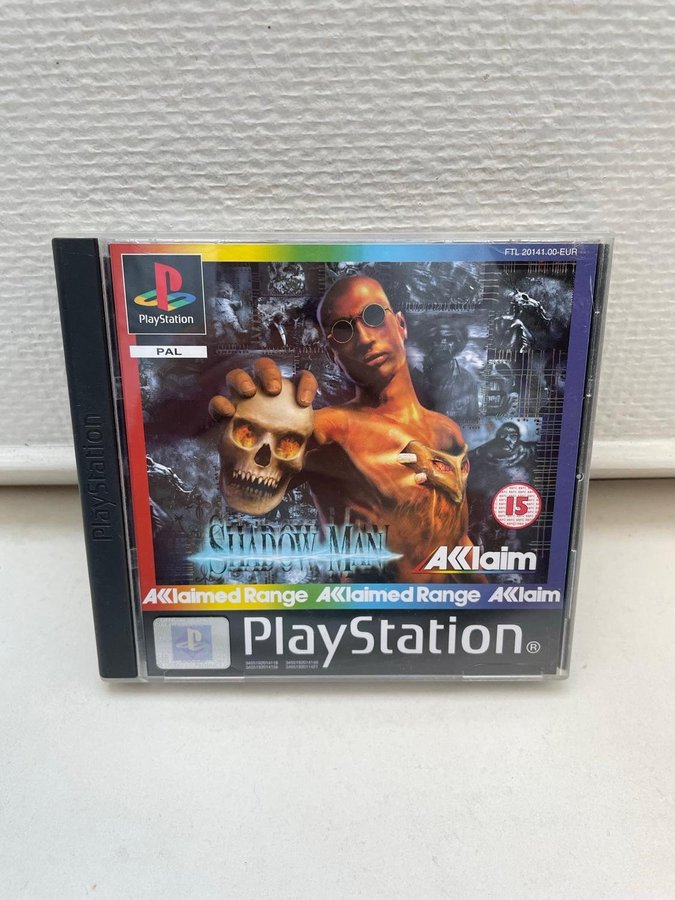 FTL 20141.00-EUR
PlayStation
PAL
PlayStation
15
SHADOW MAN
AKklaim
AKklaimed Range AKklaimed Range AKklaim
PlayStation®